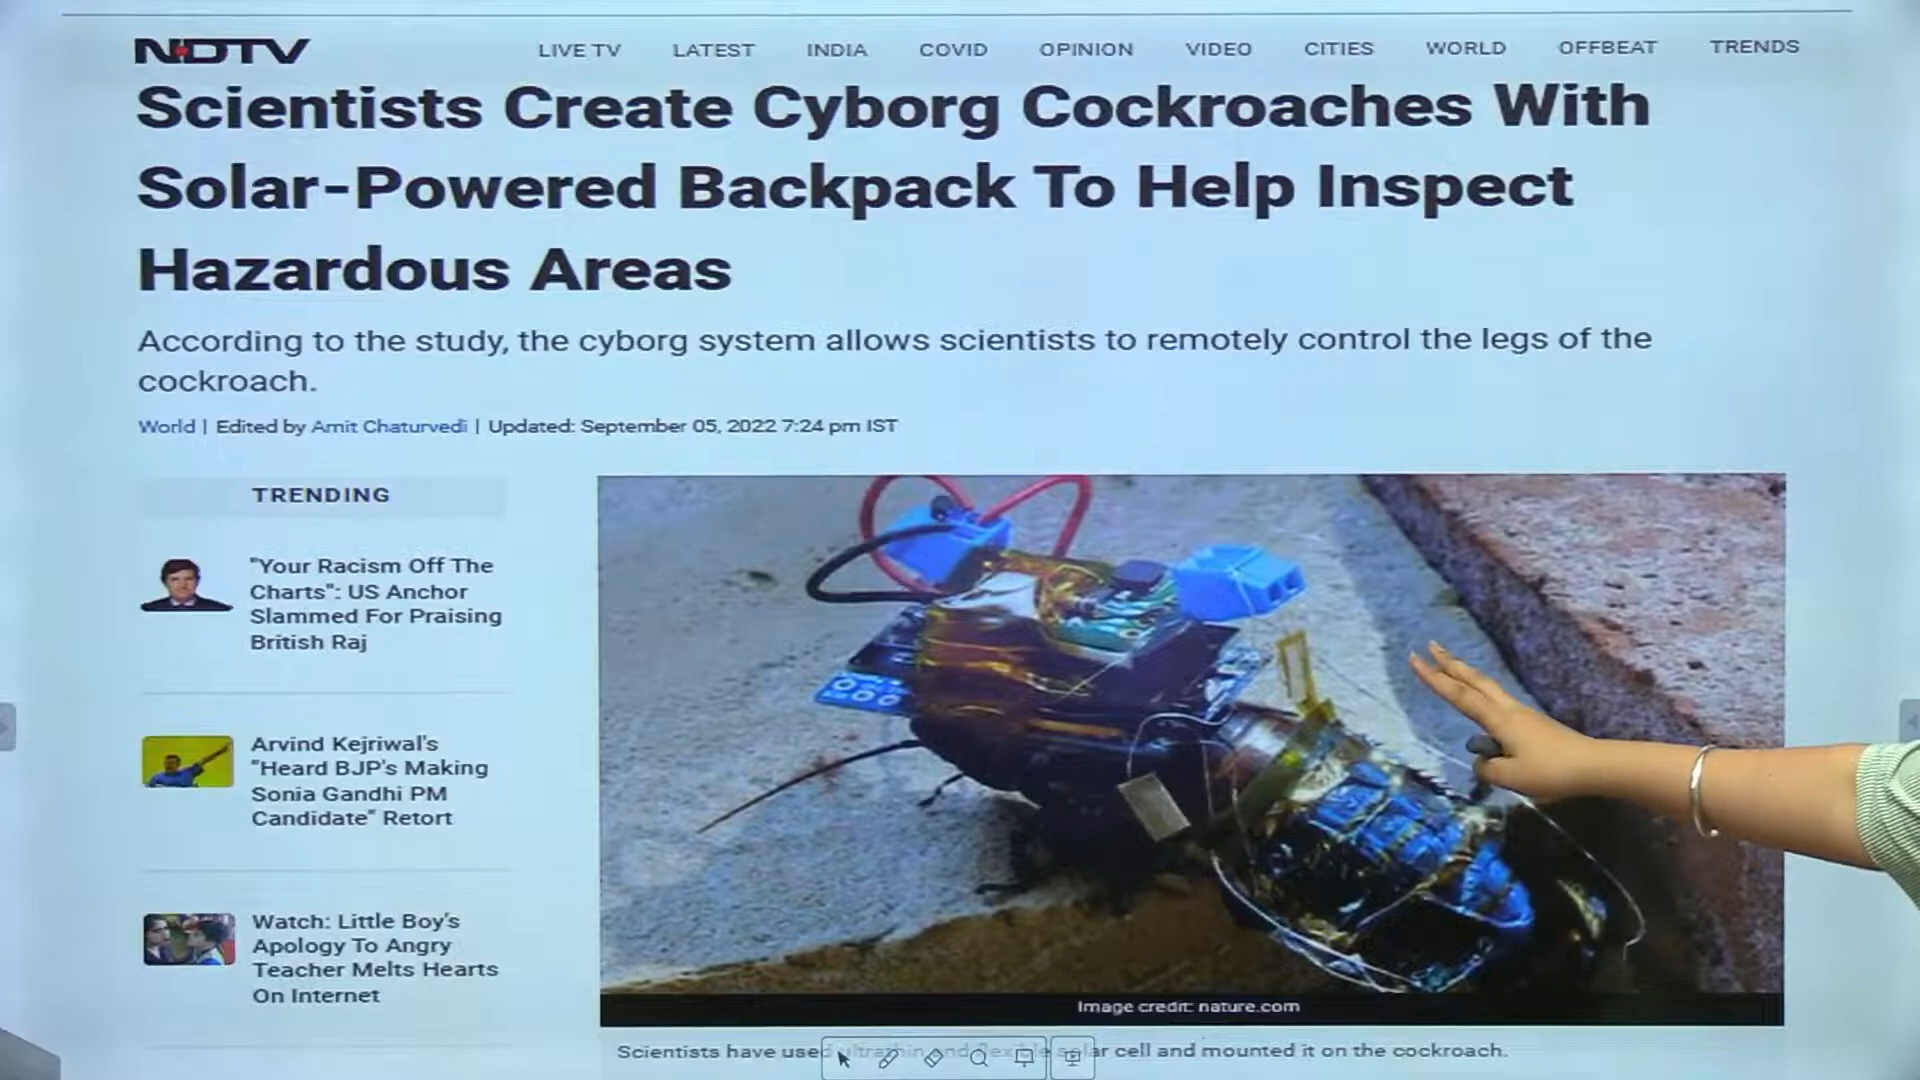 NDTV
LIVE TV LATEST INDIA COVID OPINION VIDEO CITIES WORLD OFFBEAT TRENDS
Scientists Create Cyborg Cockroaches With
Solar-Powered Backpack To Help Inspect
Hazardous Areas
According to the study, the cyborg system allows scientists to remotely control the legs of the
cockroach.
World | Edited by Amit Chaturvedi | Updated: September 05, 2022 7:24 pm IST
TRENDING
"Your Racism Off The
Charts": US Anchor
Slammed For Praising
British Raj
Arvind Kejriwal's
"Heard BJP's Making
Sonia Gandhi PM
Candidate" Retort
Watch: Little Boy's
Apology To Angry
Teacher Melts Hearts
On Internet
Image credit: nature.com
Scientists have used ultrathin and flexible solar cell and mounted it on the cockroach.